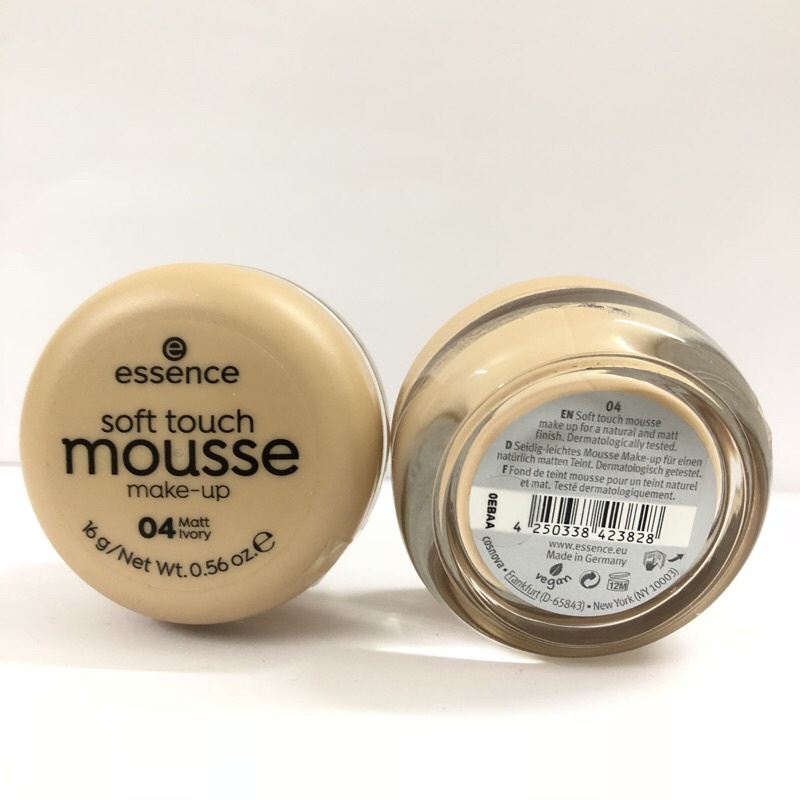 essence
soft touch
mousse
make-up
04 Matt Ivory
16 g/Net Wt. 0.56 oz. ℮
04
EN Soft touch mousse
make up for a natural and matt
finish. Dermatologically tested.
D Seidig-leichtes Mousse Make-up für einen
natürlich matten Teint. Dermatologisch getestet.
F Fond de teint mousse pour un teint naturel
et mat. Testé dermatologiquement.
0EBAA
4 250338 423828
www.essence.eu
Made in Germany
vegan
12M
cosnova • Frankfurt (D-65843) • New York (NY 10003)